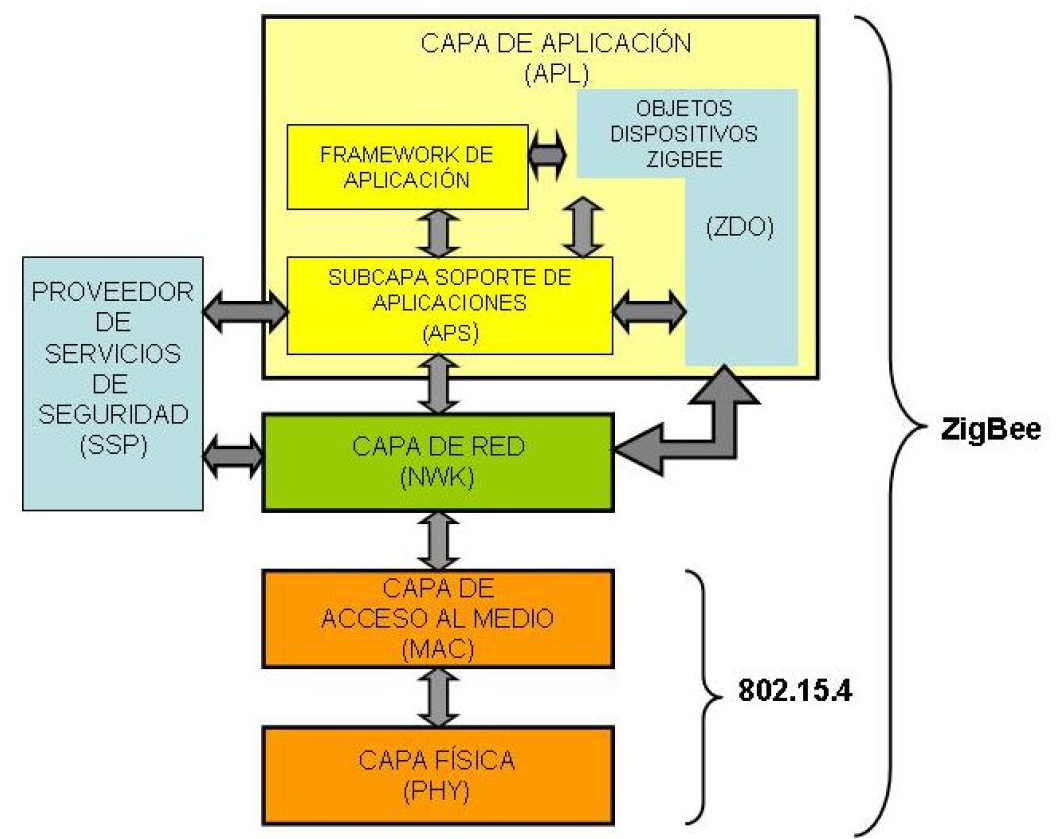 CAPA DE APLICACIÓN
(APL)
OBJETOS
DISPOSITIVOS
ZIGBEE
(ZDO)
FRAMEWORK DE
APLICACIÓN
SUBCAPA SOPORTE DE
APLICACIONES
(APS)
PROVEEDOR
DE
SERVICIOS
DE
SEGURIDAD
(SSP)
CAPA DE RED
(NWK)
ZigBee
CAPA DE
ACCESO AL MEDIO
(MAC)
802.15.4
CAPA FÍSICA
(PHY)